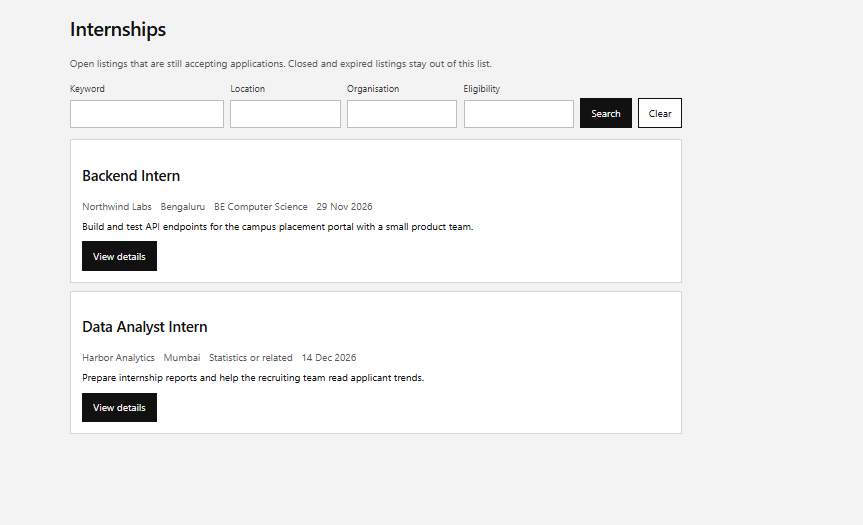 Internships
Open listings that are still accepting applications. Closed and expired listings stay out of this list.
Keyword Location Organisation Eligibility
Search Clear
Backend Intern
Northwind Labs Bengaluru BE Computer Science 29 Nov 2026
Build and test API endpoints for the campus placement portal with a small product team.
View details
Data Analyst Intern
Harbor Analytics Mumbai Statistics or related 14 Dec 2026
Prepare internship reports and help the recruiting team read applicant trends.
View details